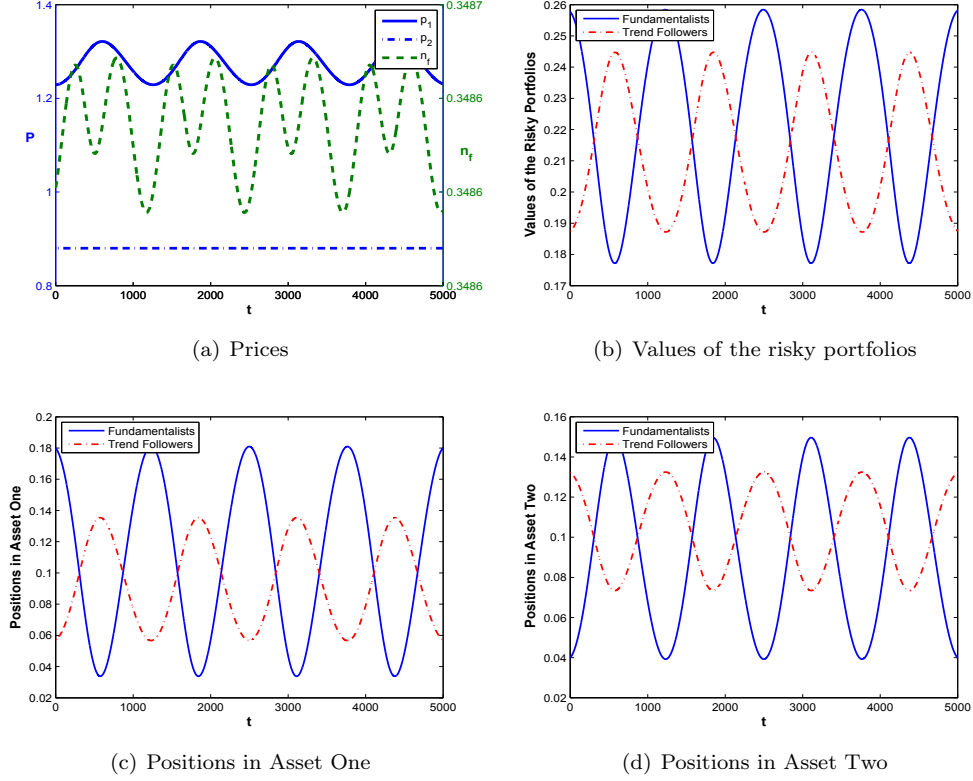 1.4
1.2
1
0.8
P
0
1000
2000
3000
4000
5000
t
0.3487
0.3486
0.3486
0.3486
n_f
p_1
p_2
n_f
(a) Prices
0.26
0.25
0.24
0.23
0.22
0.21
0.2
0.19
0.18
0.17
Values of the Risky Portfolios
Fundamentalists
Trend Followers
0
1000
2000
3000
4000
5000
t
(b) Values of the risky portfolios
0.2
0.18
0.16
0.14
0.12
0.1
0.08
0.06
0.04
0.02
Positions in Asset One
Fundamentalists
Trend Followers
0
1000
2000
3000
4000
5000
t
(c) Positions in Asset One
0.16
0.14
0.12
0.1
0.08
0.06
0.04
0.02
Positions in Asset Two
Fundamentalists
Trend Followers
0
1000
2000
3000
4000
5000
t
(d) Positions in Asset Two